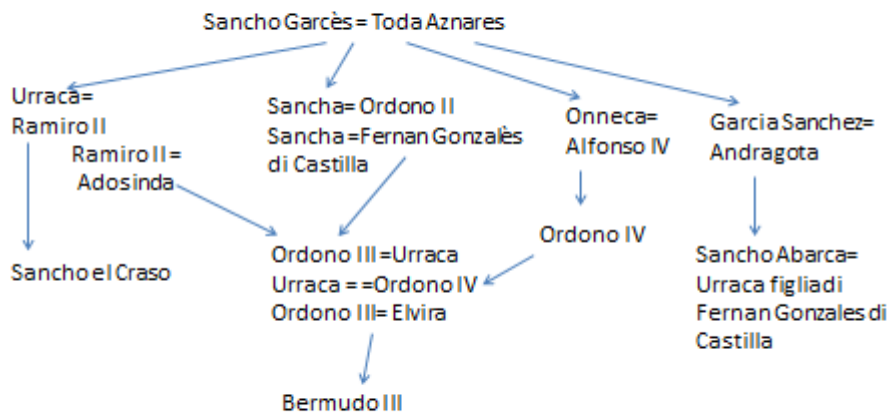 Sancho Garcès= Toda Aznares
Urraca=
Ramiro II
Ramiro II =
Adosinda
Sancha= Ordono II
Sancha =Fernan Gonzalès
di Castilla
Onneca=
Alfonso IV
Garcia Sanchez=
Andragota
Sancho el Craso
Ordono III =Urraca
Urraca ==Ordono IV
Ordono III= Elvira
Ordono IV
Sancho Abarca=
Urraca figlia di
Fernan Gonzales di
Castilla
Bermudo III